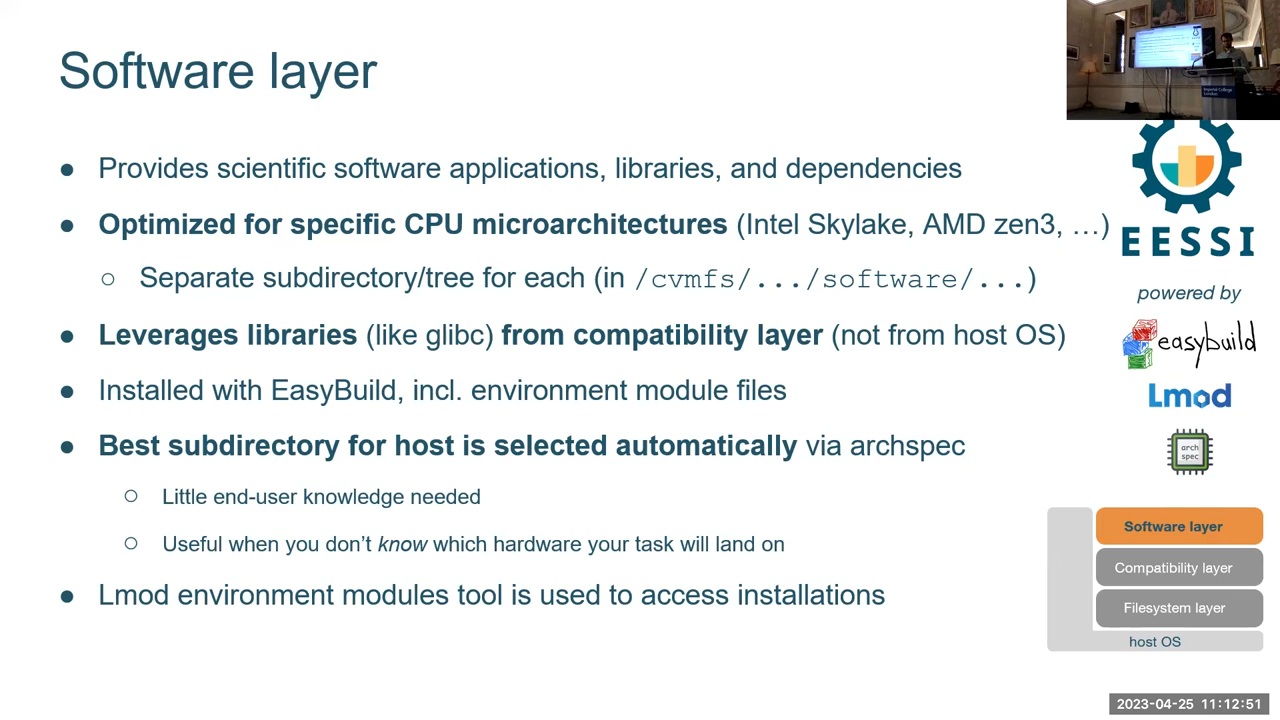 Software layer
● Provides scientific software applications, libraries, and dependencies
● Optimized for specific CPU microarchitectures (Intel Skylake, AMD zen3, …)
○ Separate subdirectory/tree for each (in /cvmfs/.../software/...)
● Leverages libraries (like glibc) from compatibility layer (not from host OS)
● Installed with EasyBuild, incl. environment module files
● Best subdirectory for host is selected automatically via archspec
○ Little end-user knowledge needed
○ Useful when you don’t know which hardware your task will land on
● Lmod environment modules tool is used to access installations
Imperial College
London
EESSI
powered by
easybuild
Lmod
arch
spec
Software layer
Compatibility layer
Filesystem layer
host OS
2023-04-25 11:12:51